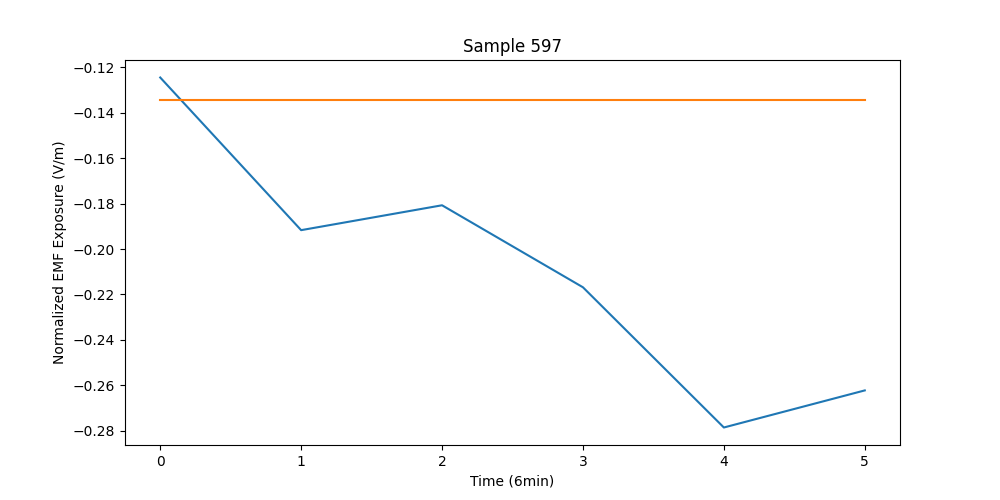 Sample 597
Normalized EMF Exposure (V/m)
−0.12
−0.14
−0.16
−0.18
−0.20
−0.22
−0.24
−0.26
−0.28
0 1 2 3 4 5
Time (6min)